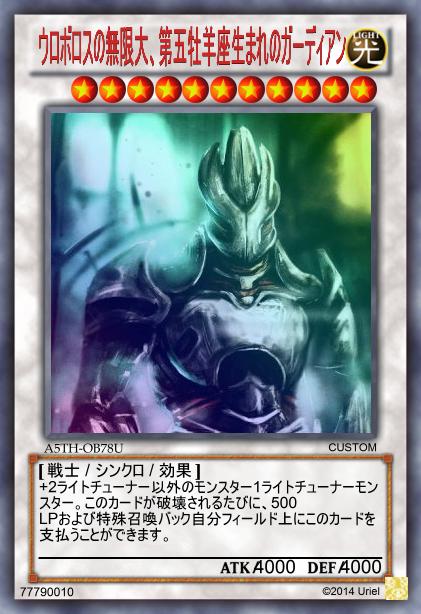 ウロボロスの無限大、第五牡羊座生まれのガーディアン
LIGHT
光
A5TH-OB78U
CUSTOM
[ 戦士 / シンクロ / 効果 ]
+2ライトチューナー以外のモンスター1ライトチューナーモン
スター。このカードが破壊されるたびに、500
LPおよび特殊召喚バック自分フィールド上にこのカードを
支払うことができます。
ATK 4000 DEF 4000
77790010
©2014 Uriel